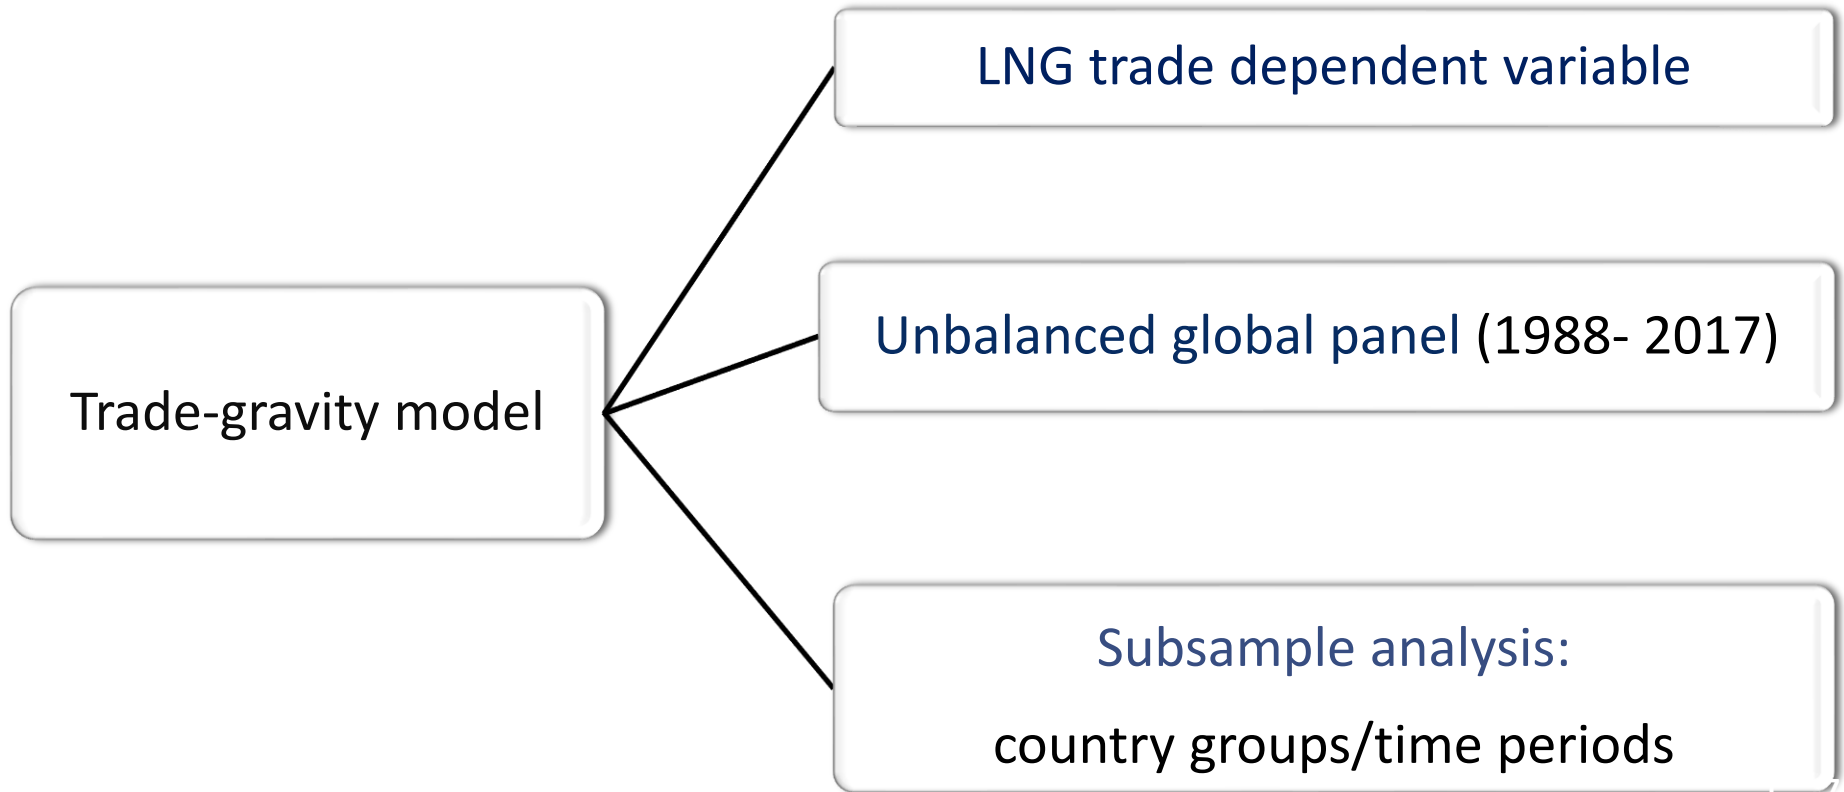 LNG trade dependent variable
Unbalanced global panel (1988- 2017)
Trade-gravity model
Subsample analysis:
country groups/time periods